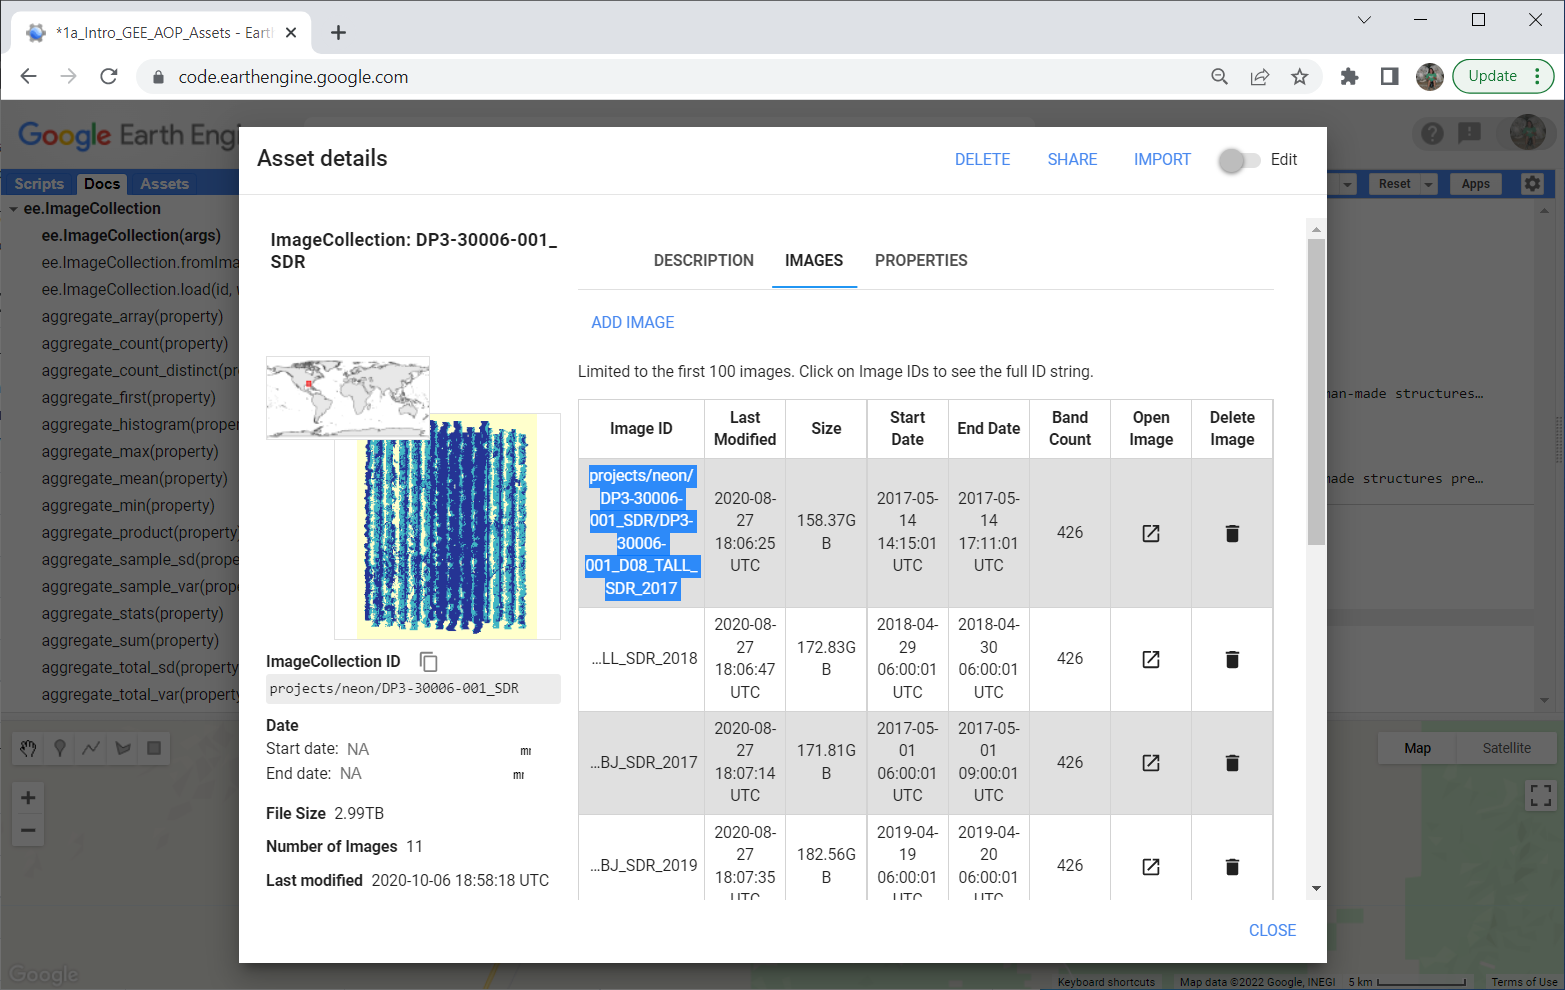 *1a_Intro_GEE_AOP_Assets - Eart
code.earthengine.google.com
Update
Google Earth Engi
Scripts Docs Assets
Reset
Apps
ee.ImageCollection
ee.ImageCollection(args)
ee.ImageCollection.fromIma
ee.ImageCollection.load(id,
aggregate_array(property)
aggregate_count(property)
aggregate_count_distinct(pr
aggregate_first(property)
aggregate_histogram(proper
aggregate_max(property)
aggregate_mean(property)
aggregate_min(property)
aggregate_product(property)
aggregate_sample_sd(proper
aggregate_sample_var(prope
aggregate_stats(property)
aggregate_sum(property)
aggregate_total_sd(property
aggregate_total_var(property
Asset details
DELETE SHARE IMPORT Edit
ImageCollection: DP3-30006-001_
SDR
ImageCollection ID
projects/neon/DP3-30006-001_SDR
Date
Start date: NA
End date: NA
File Size 2.99TB
Number of Images 11
Last modified 2020-10-06 18:58:18 UTC
DESCRIPTION IMAGES PROPERTIES
ADD IMAGE
Limited to the first 100 images. Click on Image IDs to see the full ID string.
Image ID
Last
Modified
Size
Start
Date
End Date
Band
Count
Open
Image
Delete
Image
projects/neon/
DP3-30006-
001_SDR/DP3-
30006-
001_D08_TALL_
SDR_2017
2020-08-
27
18:06:25
UTC
158.37G
B
2017-05-
14
14:15:01
UTC
2017-05-
14
17:11:01
UTC
426
...LL_SDR_2018
2020-08-
27
18:06:47
UTC
172.83G
B
2018-04-
29
06:00:01
UTC
2018-04-
30
06:00:01
UTC
426
...BJ_SDR_2017
2020-08-
27
18:07:14
UTC
171.81G
B
2017-05-
01
06:00:01
UTC
2017-05-
01
09:00:01
UTC
426
...BJ_SDR_2019
2020-08-
27
18:07:35
UTC
182.56G
B
2019-04-
19
06:00:01
UTC
2019-04-
20
06:00:01
UTC
426
CLOSE
an-made structures…
ade structures pre…
Map Satellite
Google
Keyboard shortcuts Map data ©2022 Google, INEGI 5 km Terms of Use